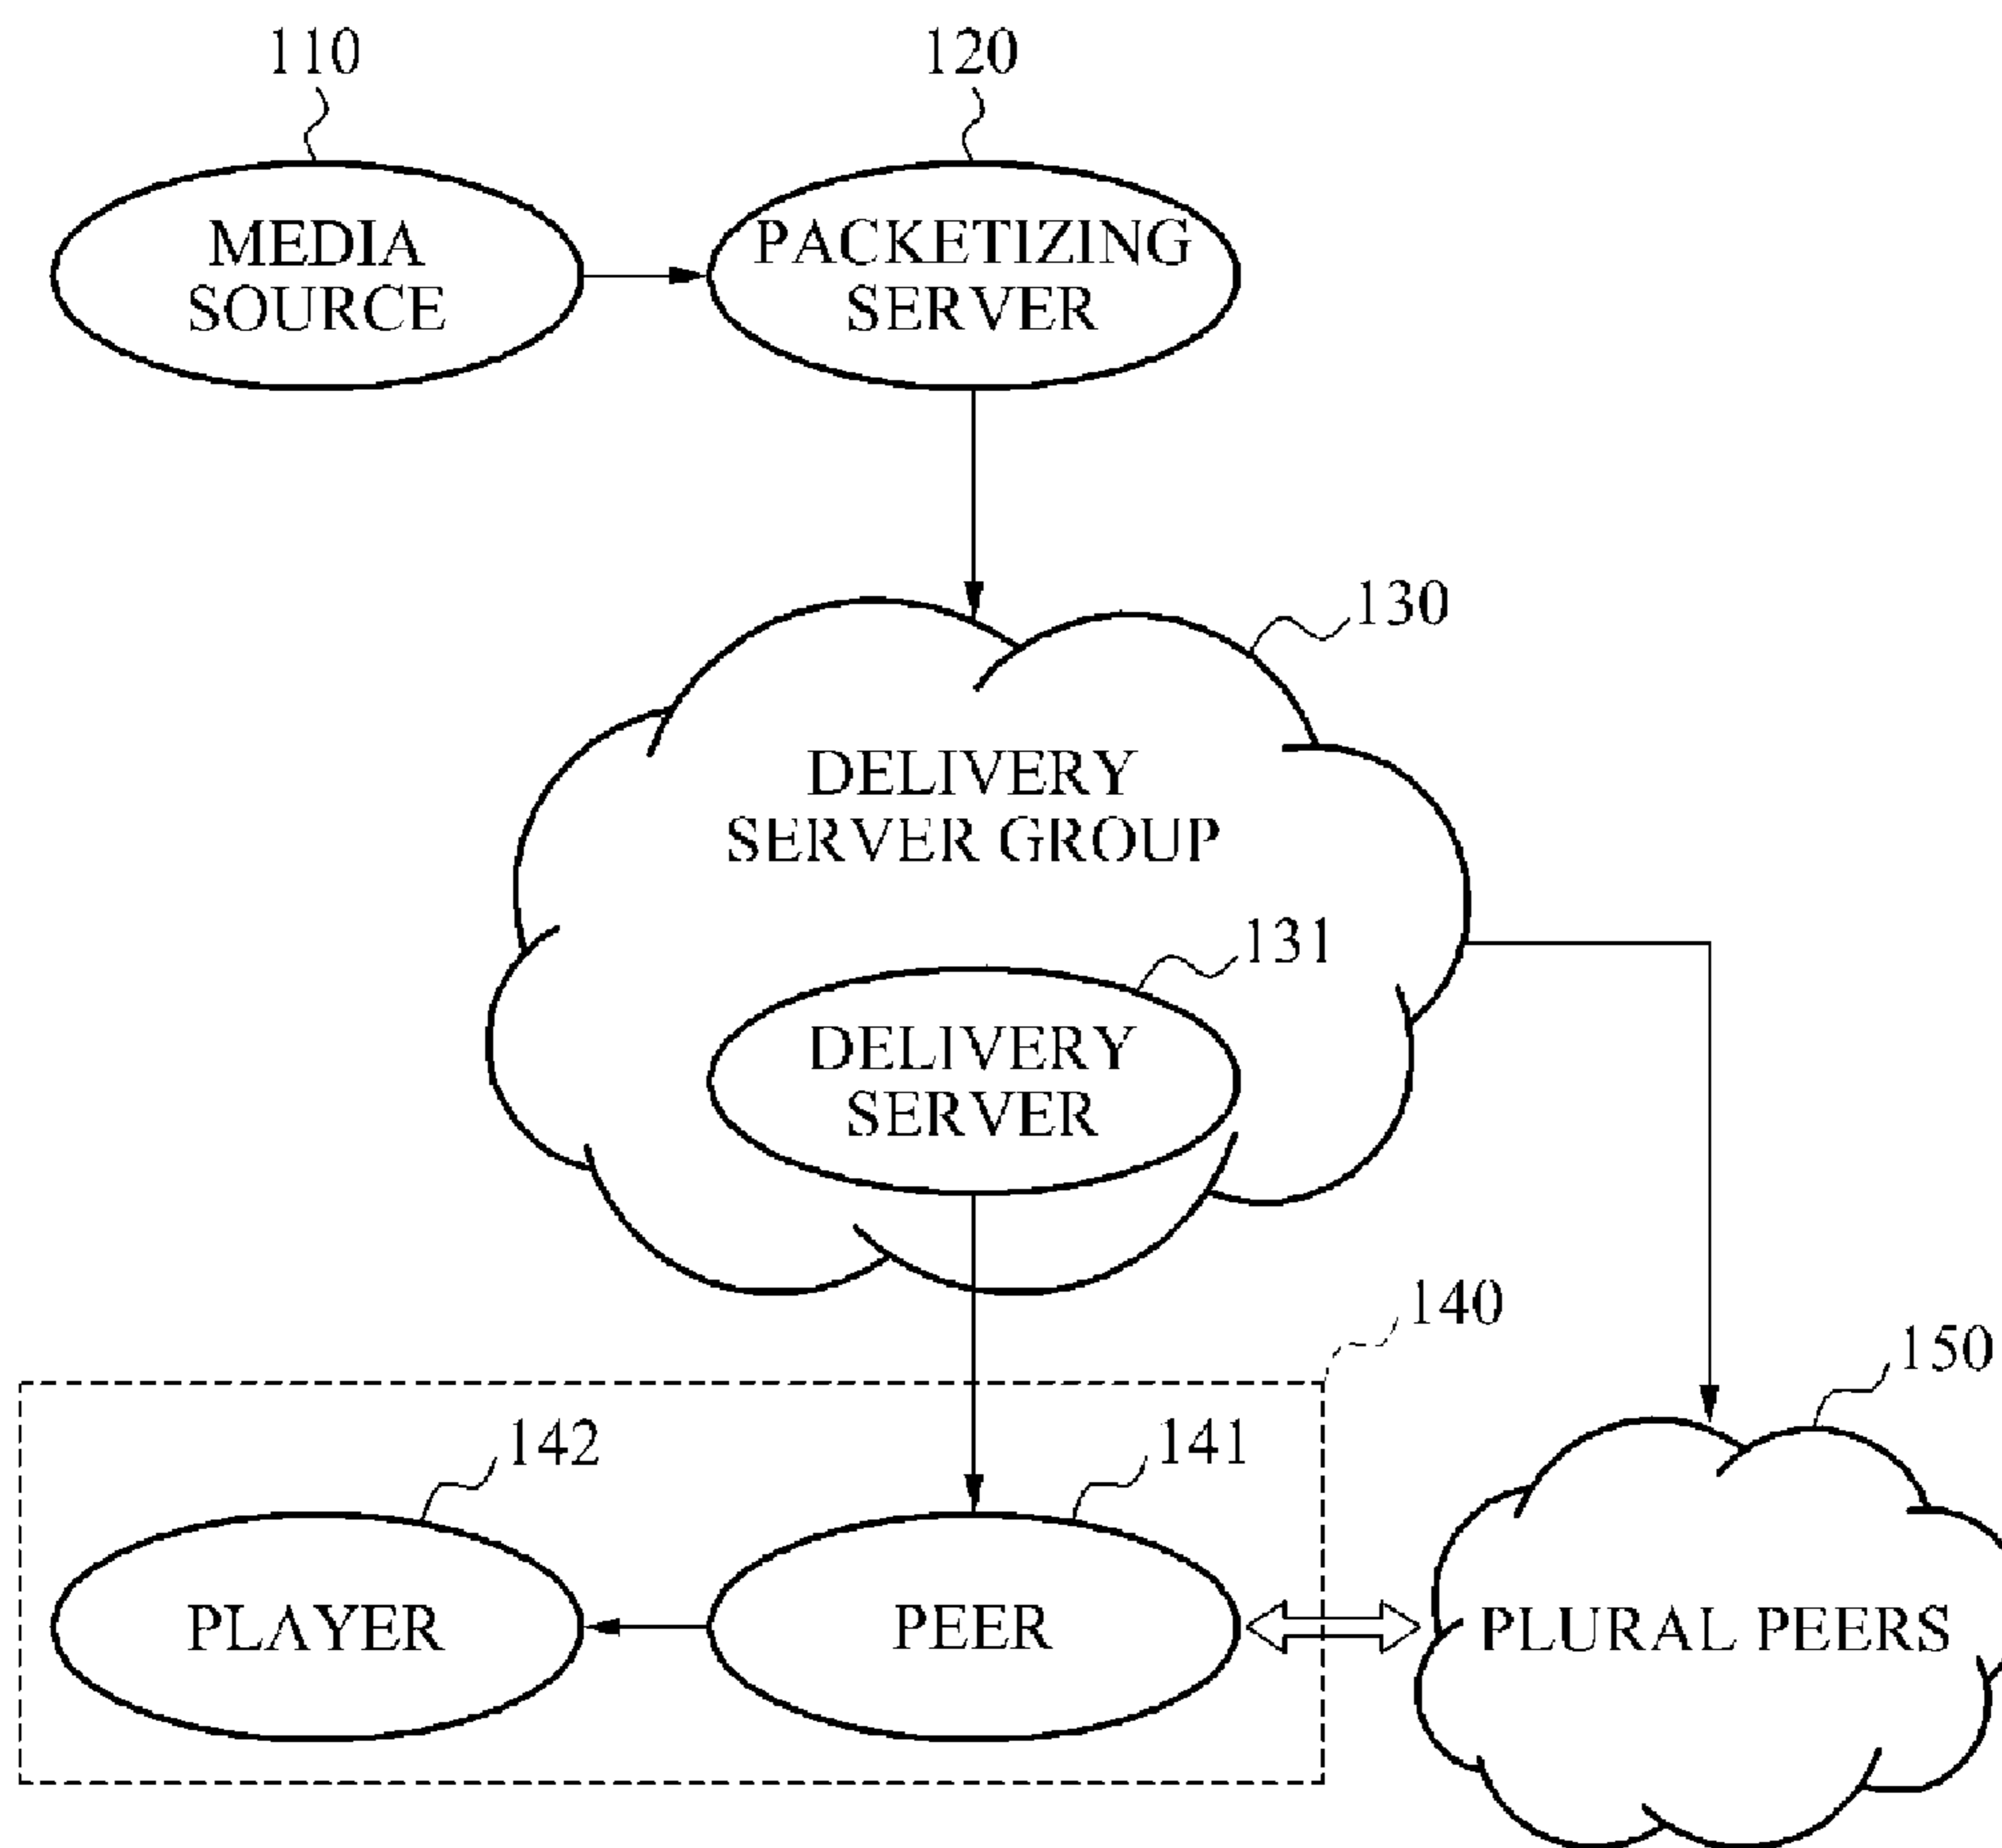 110
120
MEDIA
SOURCE
PACKETIZING
SERVER
130
DELIVERY
SERVER GROUP
131
DELIVERY
SERVER
140
150
142
141
PLAYER
PEER
PLURAL PEERS